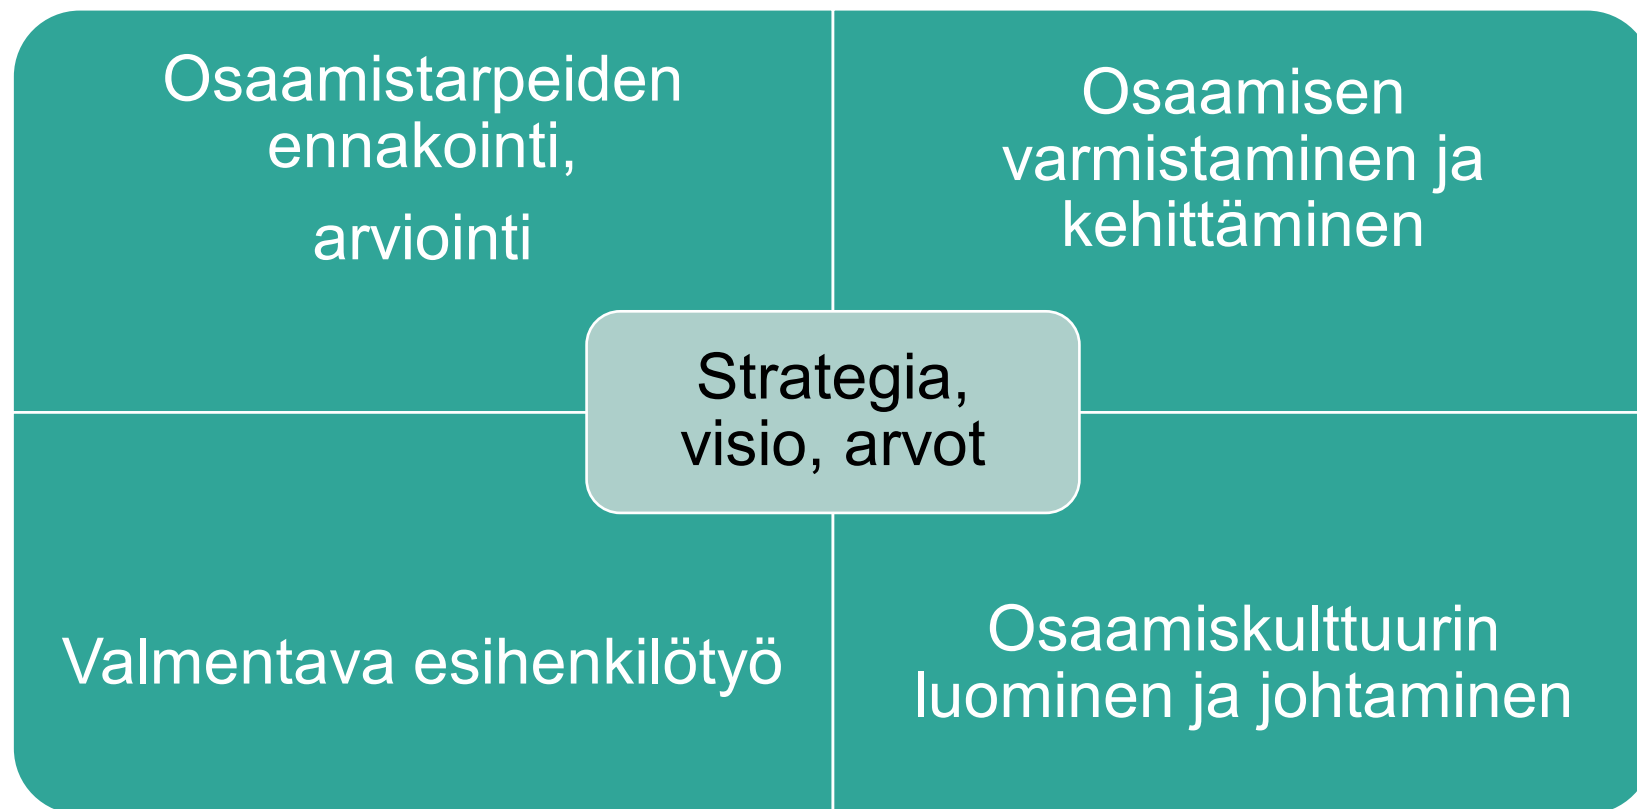 Osaamistarpeiden
ennakointi,
arviointi
Osaamisen
varmistaminen ja
kehittäminen
Strategia,
visio, arvot
Valmentava esihenkilötyö
Osaamiskulttuurin
luominen ja johtaminen